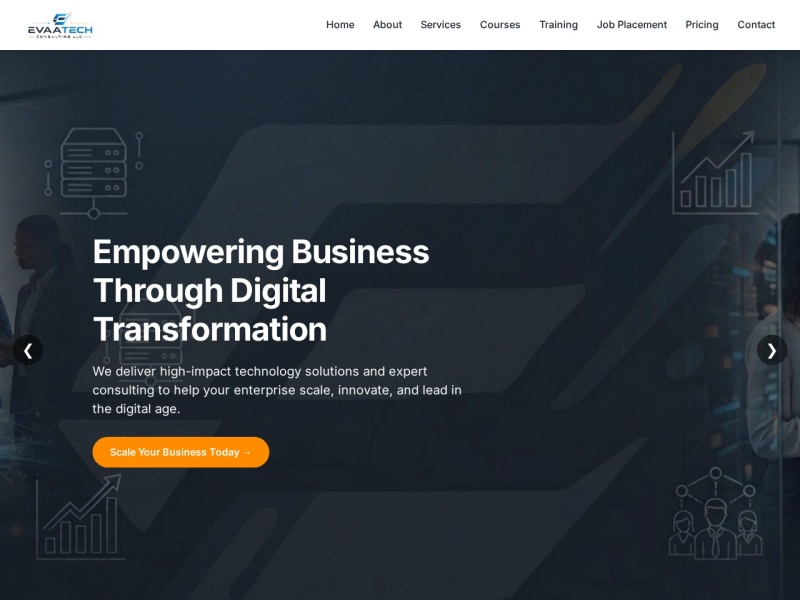 EVAATECH
CONSULTING LLC
Home About Services Courses Training Job Placement Pricing Contact
Empowering Business
Through Digital
Transformation
We deliver high-impact technology solutions and expert
consulting to help your enterprise scale, innovate, and lead in
the digital age.
Scale Your Business Today →